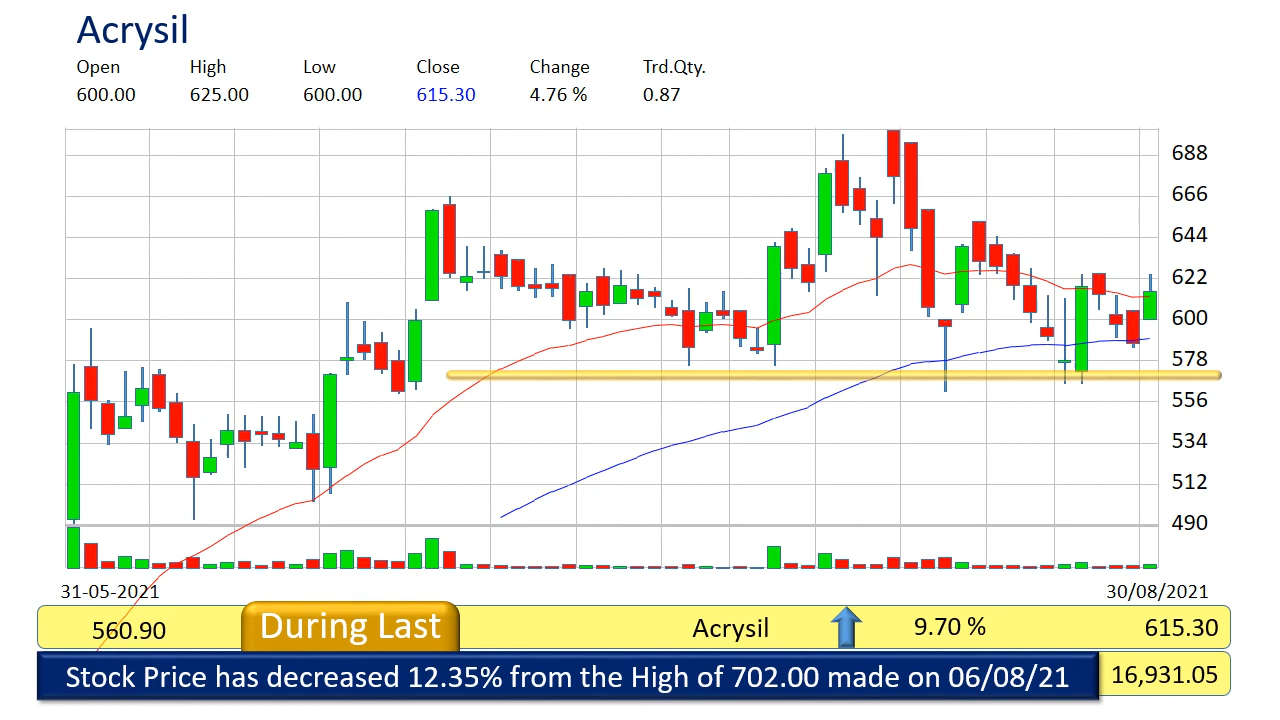 Acrysil
Open High Low Close Change Trd.Qty.
600.00 625.00 600.00 615.30 4.76 % 0.87
688
666
644
622
600
578
556
534
512
490
31-05-2021 30/08/2021
560.90 During Last Acrysil 9.70 % 615.30
Stock Price has decreased 12.35% from the High of 702.00 made on 06/08/21 16,931.05